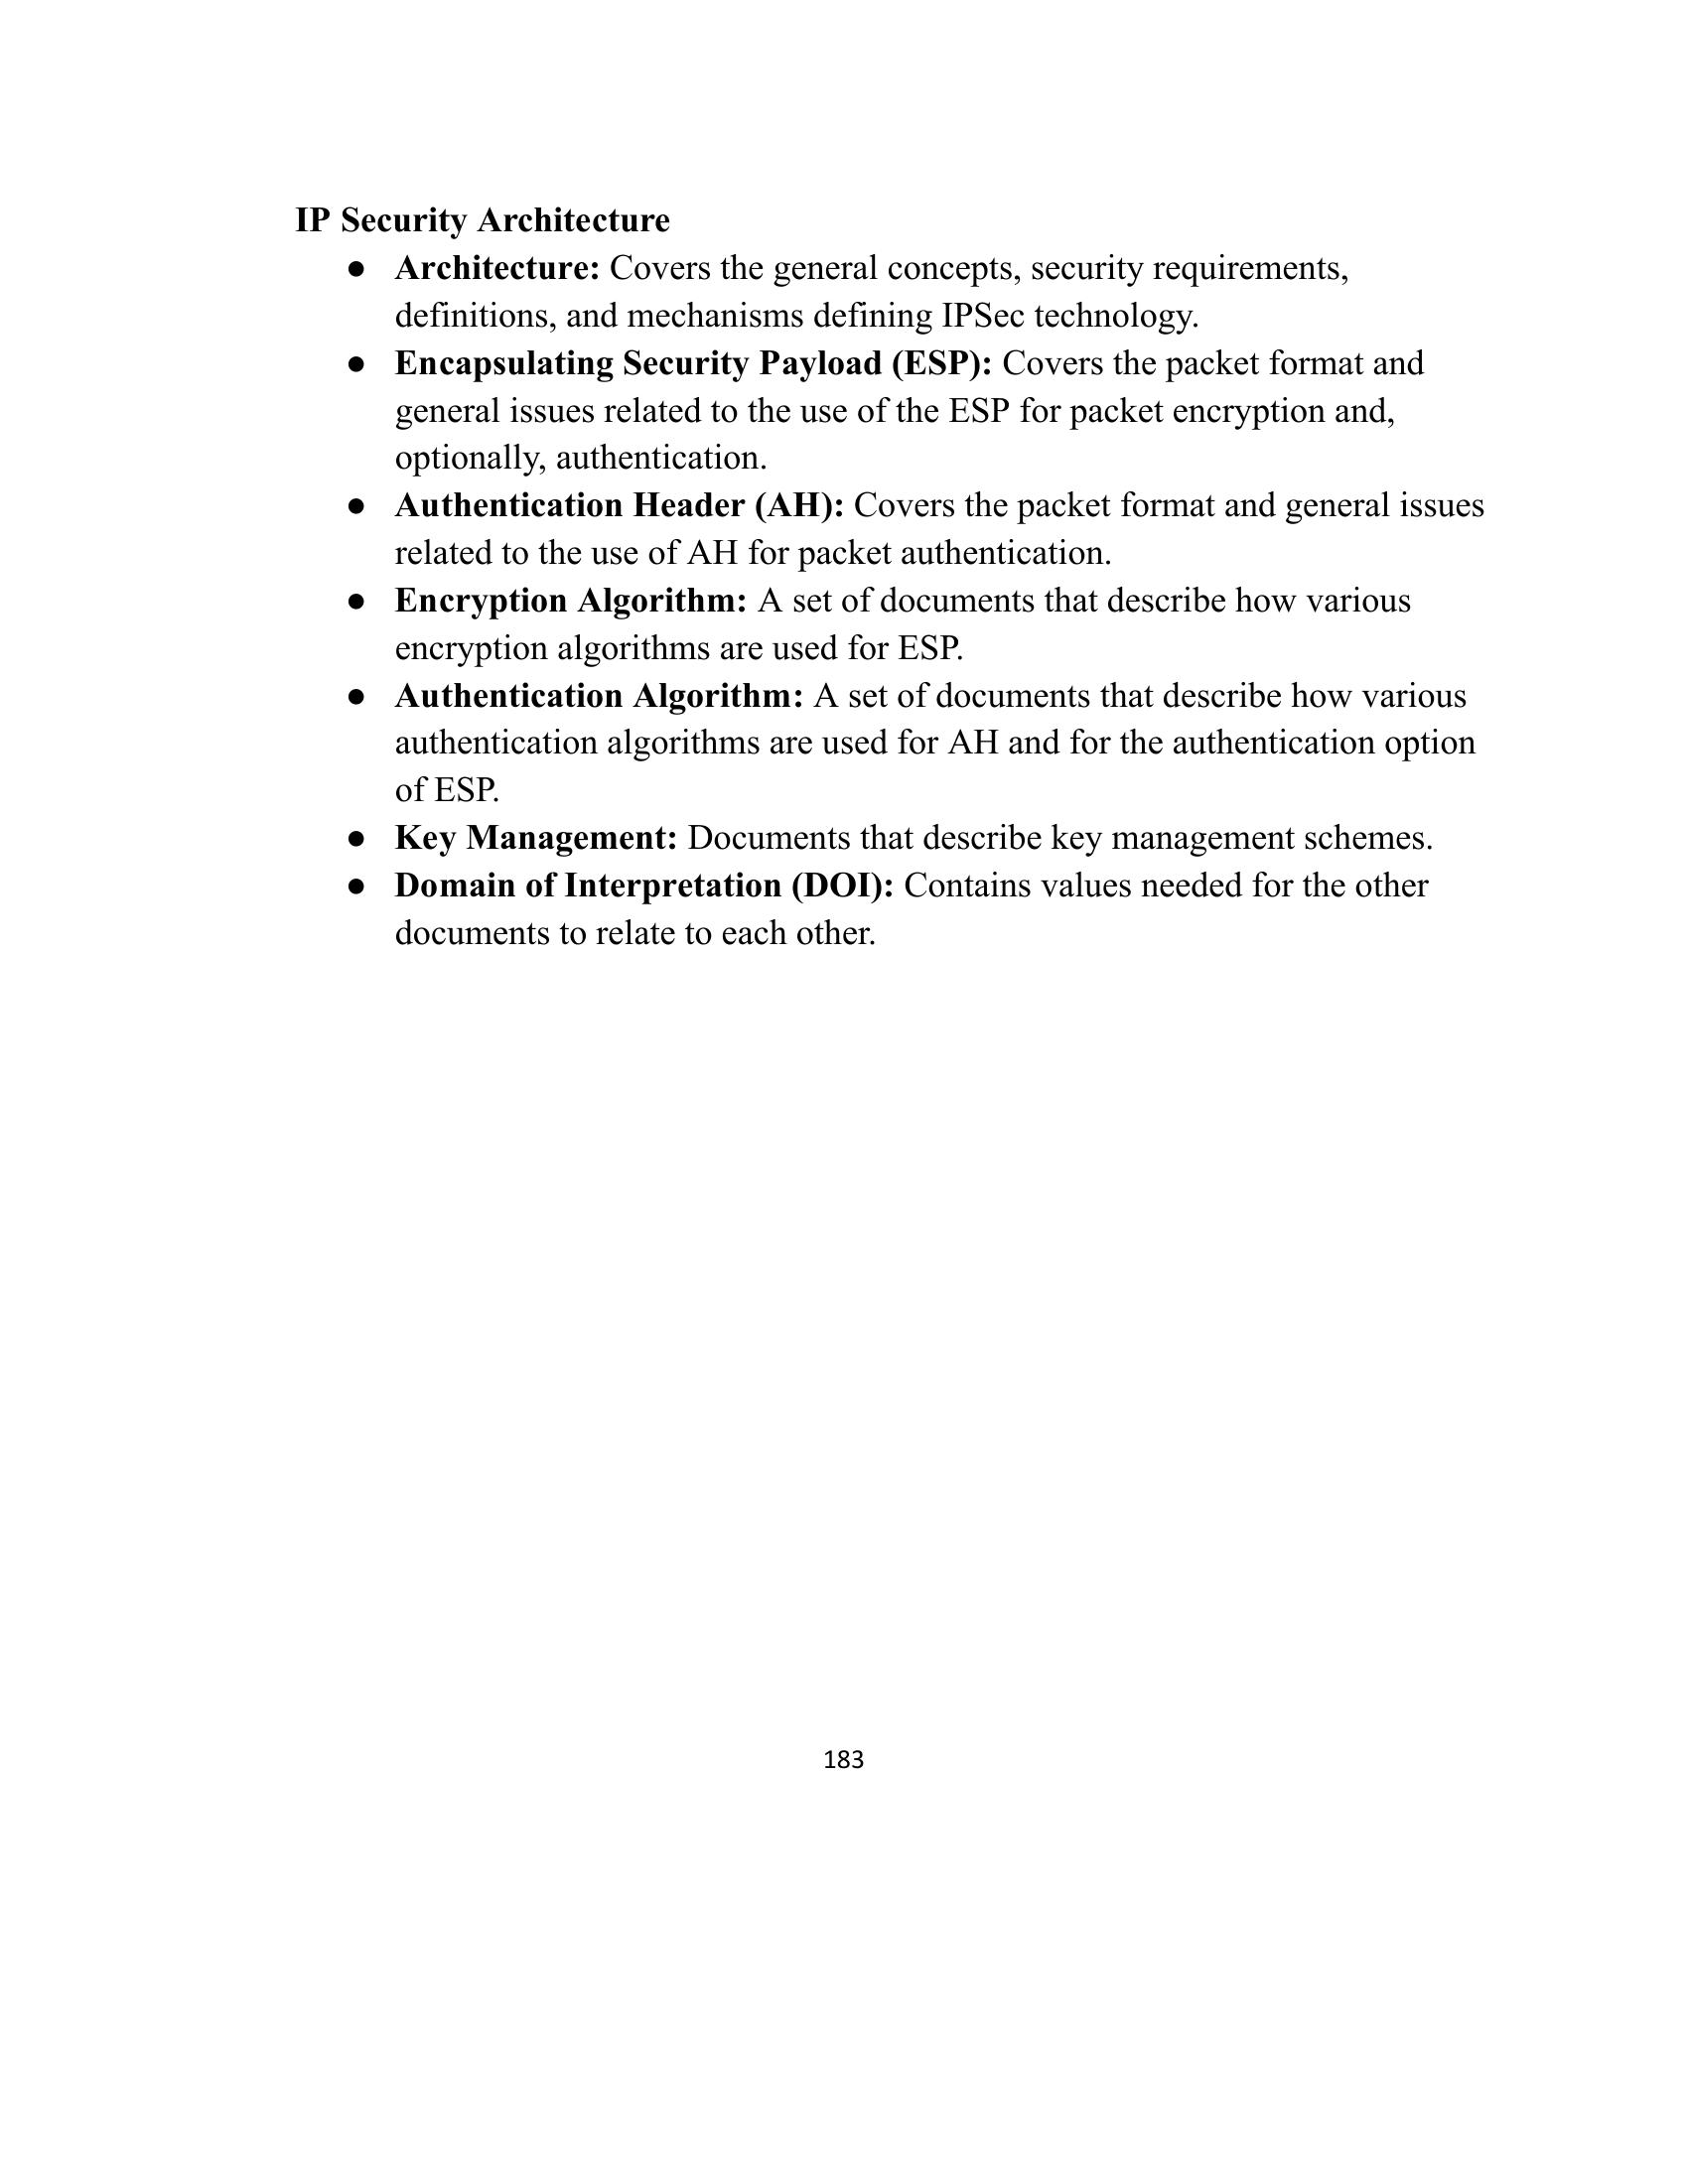 IP Security Architecture
● Architecture: Covers the general concepts, security requirements,
definitions, and mechanisms defining IPSec technology.
● Encapsulating Security Payload (ESP): Covers the packet format and
general issues related to the use of the ESP for packet encryption and,
optionally, authentication.
● Authentication Header (AH): Covers the packet format and general issues
related to the use of AH for packet authentication.
● Encryption Algorithm: A set of documents that describe how various
encryption algorithms are used for ESP.
● Authentication Algorithm: A set of documents that describe how various
authentication algorithms are used for AH and for the authentication option
of ESP.
● Key Management: Documents that describe key management schemes.
● Domain of Interpretation (DOI): Contains values needed for the other
documents to relate to each other.
183